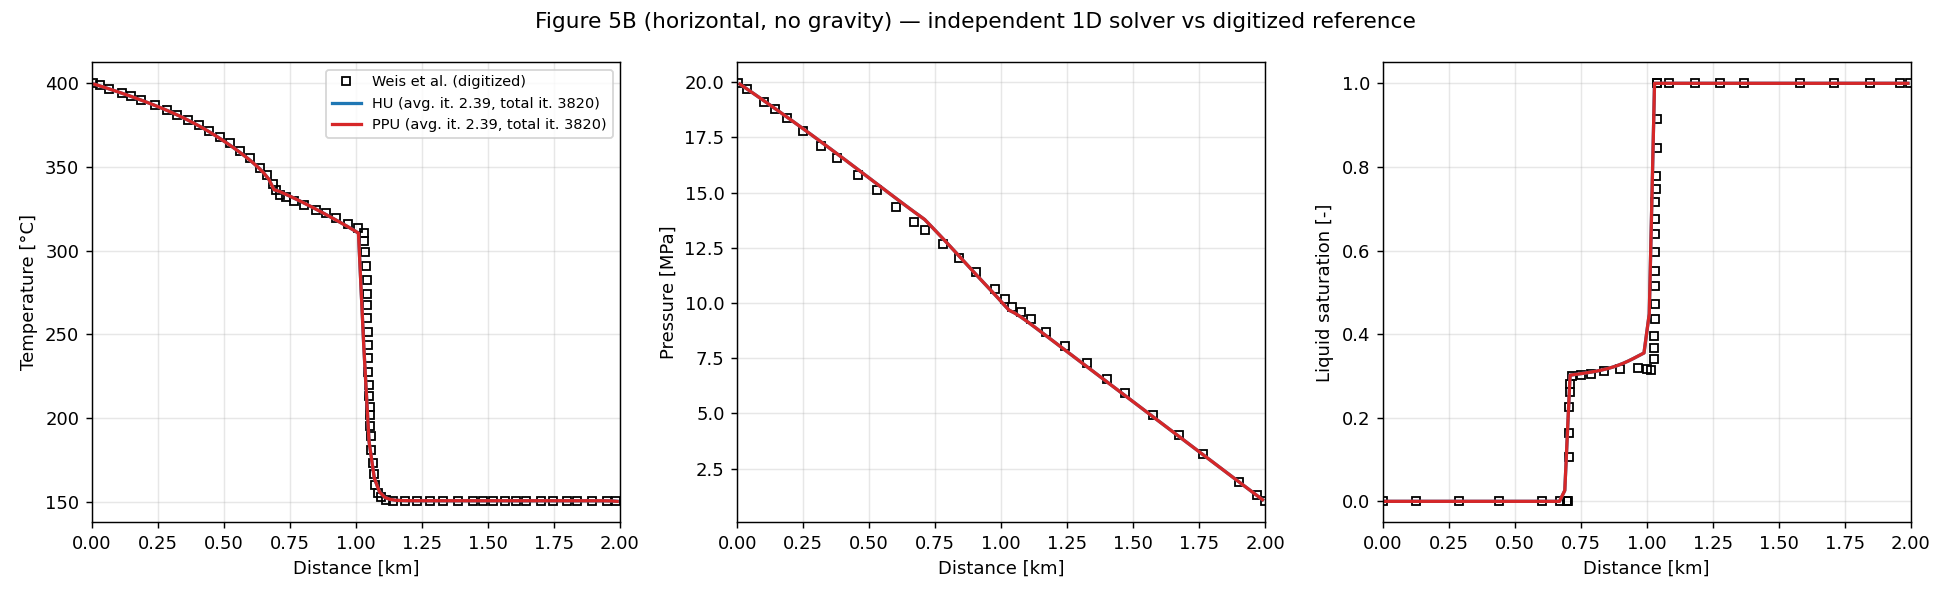 Figure 5B (horizontal, no gravity) — independent 1D solver vs digitized reference
Temperature [°C]
400
350
300
250
200
150
0.00 0.25 0.50 0.75 1.00 1.25 1.50 1.75 2.00
Distance [km]
Weis et al. (digitized)
HU (avg. it. 2.39, total it. 3820)
PPU (avg. it. 2.39, total it. 3820)
Pressure [MPa]
20.0
17.5
15.0
12.5
10.0
7.5
5.0
2.5
0.00 0.25 0.50 0.75 1.00 1.25 1.50 1.75 2.00
Distance [km]
Liquid saturation [-]
1.0
0.8
0.6
0.4
0.2
0.0
0.00 0.25 0.50 0.75 1.00 1.25 1.50 1.75 2.00
Distance [km]